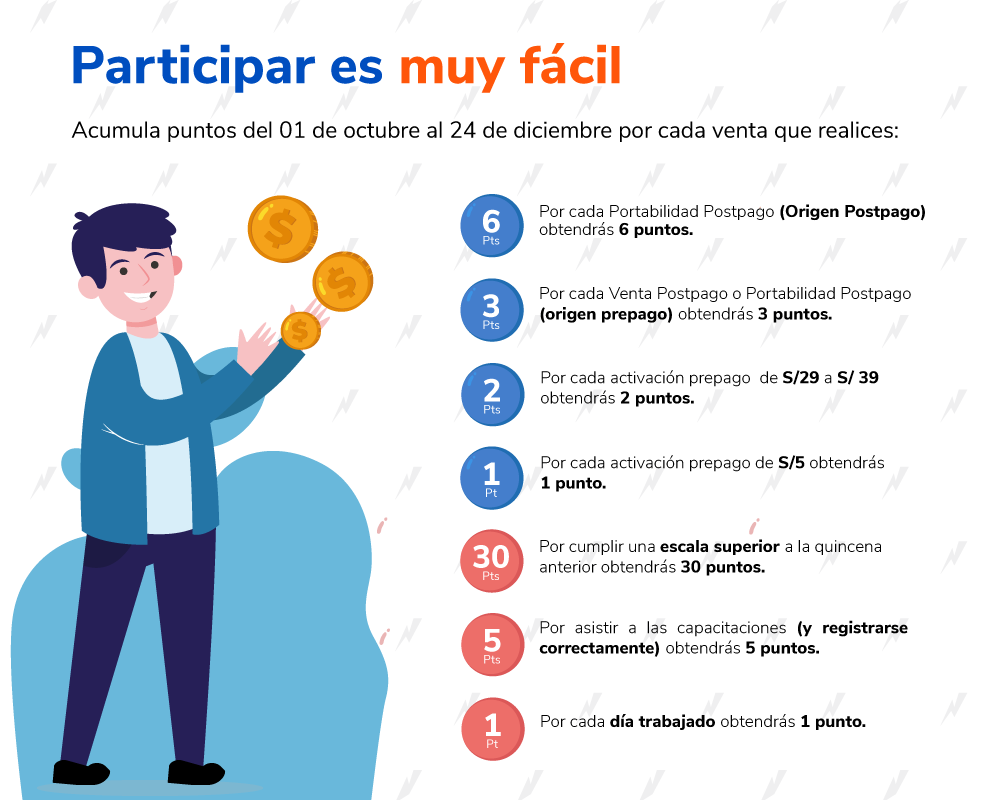 Participar es muy fácil
Acumula puntos del 01 de octubre al 24 de diciembre por cada venta que realices:
6
Pts
Por cada Portabilidad Postpago (Origen Postpago)
obtendrás 6 puntos.
3
Pts
Por cada Venta Postpago o Portabilidad Postpago
(origen prepago) obtendrás 3 puntos.
2
Pts
Por cada activación prepago de S/29 a S/ 39
obtendrás 2 puntos.
1
Pt
Por cada activación prepago de S/5 obtendrás
1 punto.
30
Pts
Por cumplir una escala superior a la quincena
anterior obtendrás 30 puntos.
5
Pts
Por asistir a las capacitaciones (y registrarse
correctamente) obtendrás 5 puntos.
1
Pt
Por cada día trabajado obtendrás 1 punto.